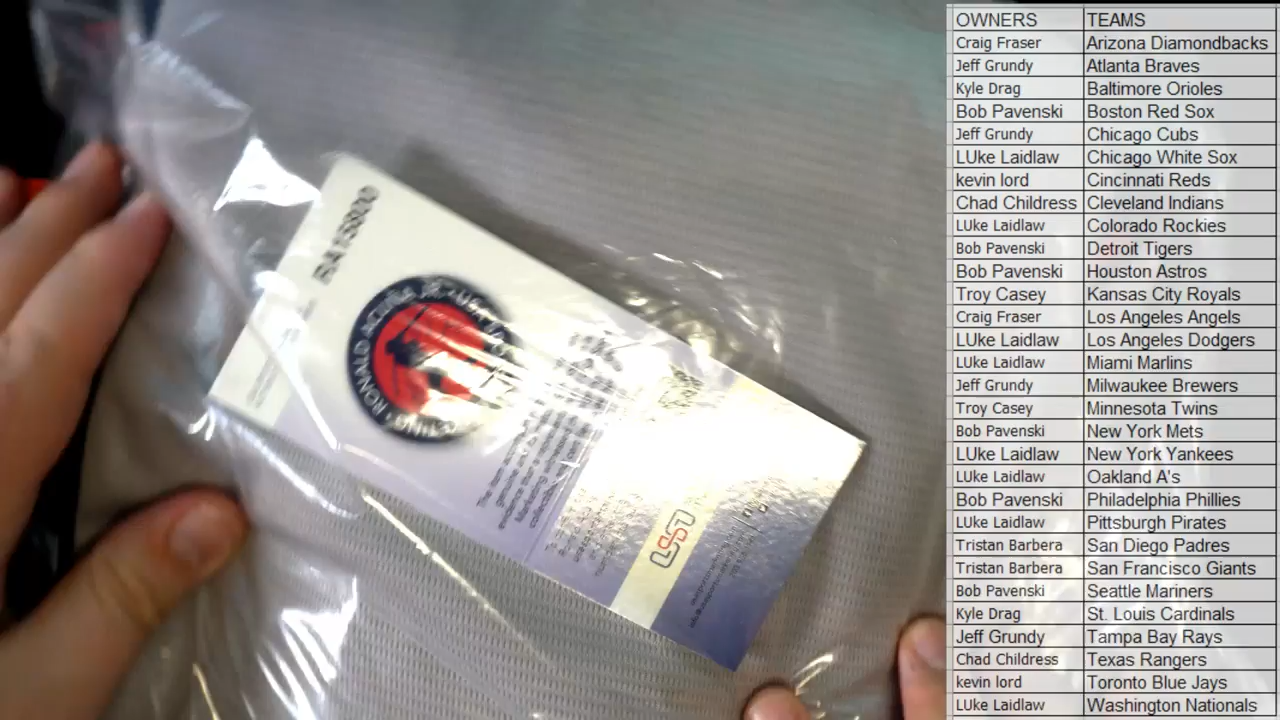 RA15800
RONALD ACUÑA JR.
USP
OWNERS TEAMS
Craig Fraser Arizona Diamondbacks
Jeff Grundy Atlanta Braves
Kyle Drag Baltimore Orioles
Bob Pavenski Boston Red Sox
Jeff Grundy Chicago Cubs
LUke Laidlaw Chicago White Sox
kevin lord Cincinnati Reds
Chad Childress Cleveland Indians
LUke Laidlaw Colorado Rockies
Bob Pavenski Detroit Tigers
Bob Pavenski Houston Astros
Troy Casey Kansas City Royals
Craig Fraser Los Angeles Angels
LUke Laidlaw Los Angeles Dodgers
LUke Laidlaw Miami Marlins
Jeff Grundy Milwaukee Brewers
Troy Casey Minnesota Twins
Bob Pavenski New York Mets
LUke Laidlaw New York Yankees
LUke Laidlaw Oakland A's
Bob Pavenski Philadelphia Phillies
LUke Laidlaw Pittsburgh Pirates
Tristan Barbera San Diego Padres
Tristan Barbera San Francisco Giants
Bob Pavenski Seattle Mariners
Kyle Drag St. Louis Cardinals
Jeff Grundy Tampa Bay Rays
Chad Childress Texas Rangers
kevin lord Toronto Blue Jays
LUke Laidlaw Washington Nationals